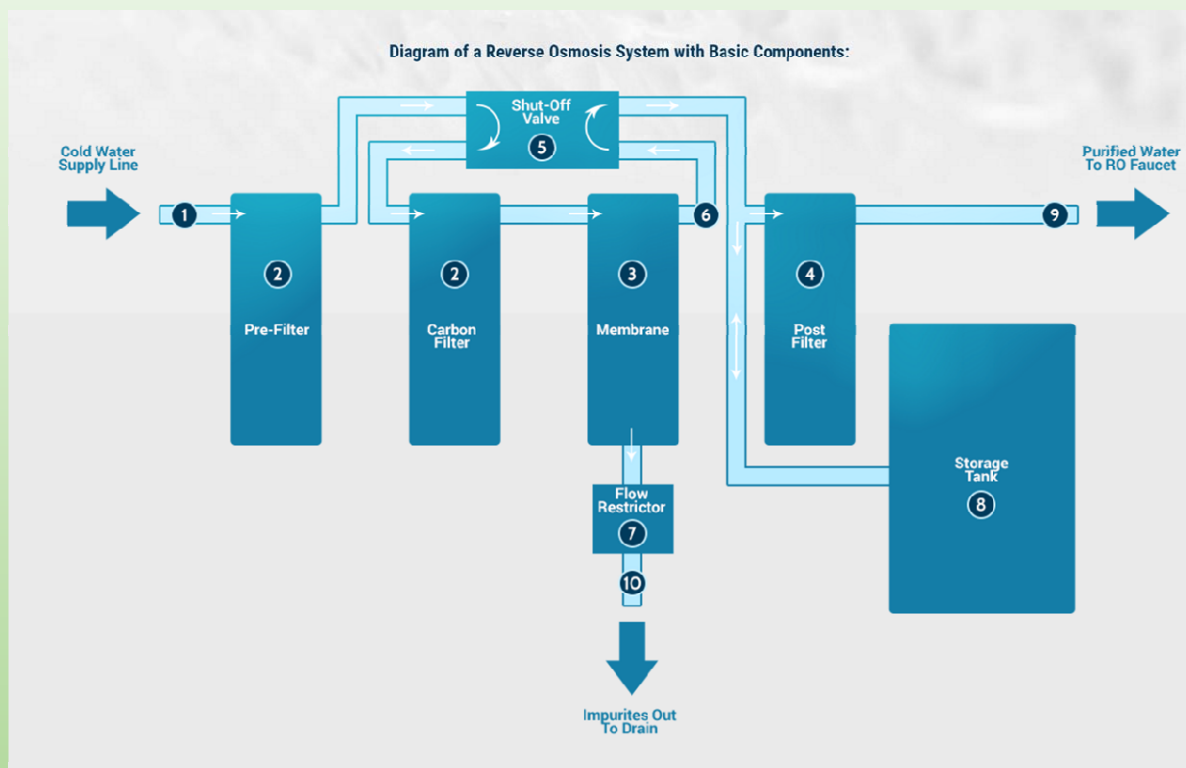 Diagram of a Reverse Osmosis System with Basic Components:
Cold Water
Supply Line
Shut-Off
Valve
5
Purified Water
To RO Faucet
1
6
9
2
Pre-Filter
2
Carbon
Filter
3
Membrane
4
Post
Filter
Flow
Restrictor
7
10
Storage
Tank
8
Impurites Out
To Drain